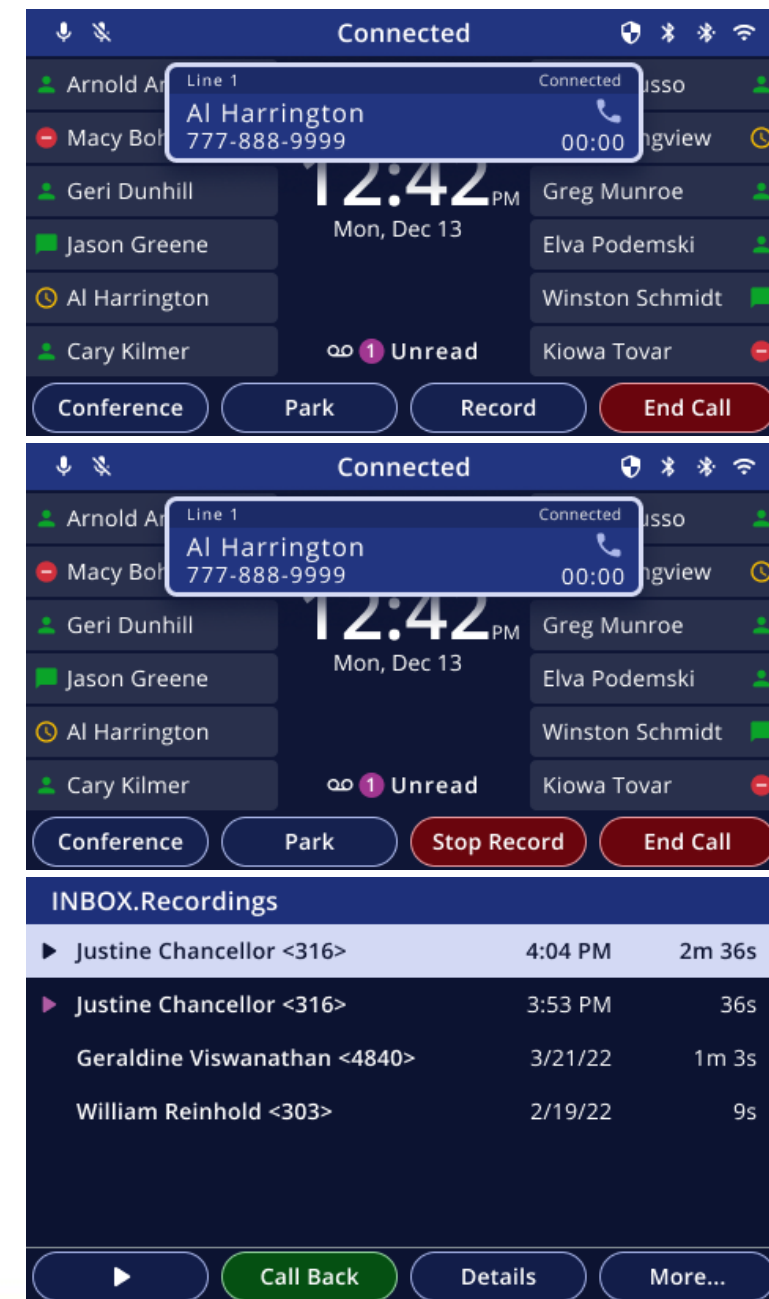 Connected
Line 1 Connected
Al Harrington
777-888-9999 00:00
Arnold Ar
usso
Macy Boh
ngview
12:42 PM
Geri Dunhill
Greg Munroe
Mon, Dec 13
Jason Greene
Elva Podemski
Al Harrington
Winston Schmidt
Cary Kilmer
1 Unread
Kiowa Tovar
Conference Park Record End Call
Connected
Line 1 Connected
Al Harrington
777-888-9999 00:00
Arnold Ar
usso
Macy Boh
ngview
12:42 PM
Geri Dunhill
Greg Munroe
Mon, Dec 13
Jason Greene
Elva Podemski
Al Harrington
Winston Schmidt
Cary Kilmer
1 Unread
Kiowa Tovar
Conference Park Stop Record End Call
INBOX.Recordings
Justine Chancellor <316> 4:04 PM 2m 36s
Justine Chancellor <316> 3:53 PM 36s
Geraldine Viswanathan <4840> 3/21/22 1m 3s
William Reinhold <303> 2/19/22 9s
Call Back Details More...